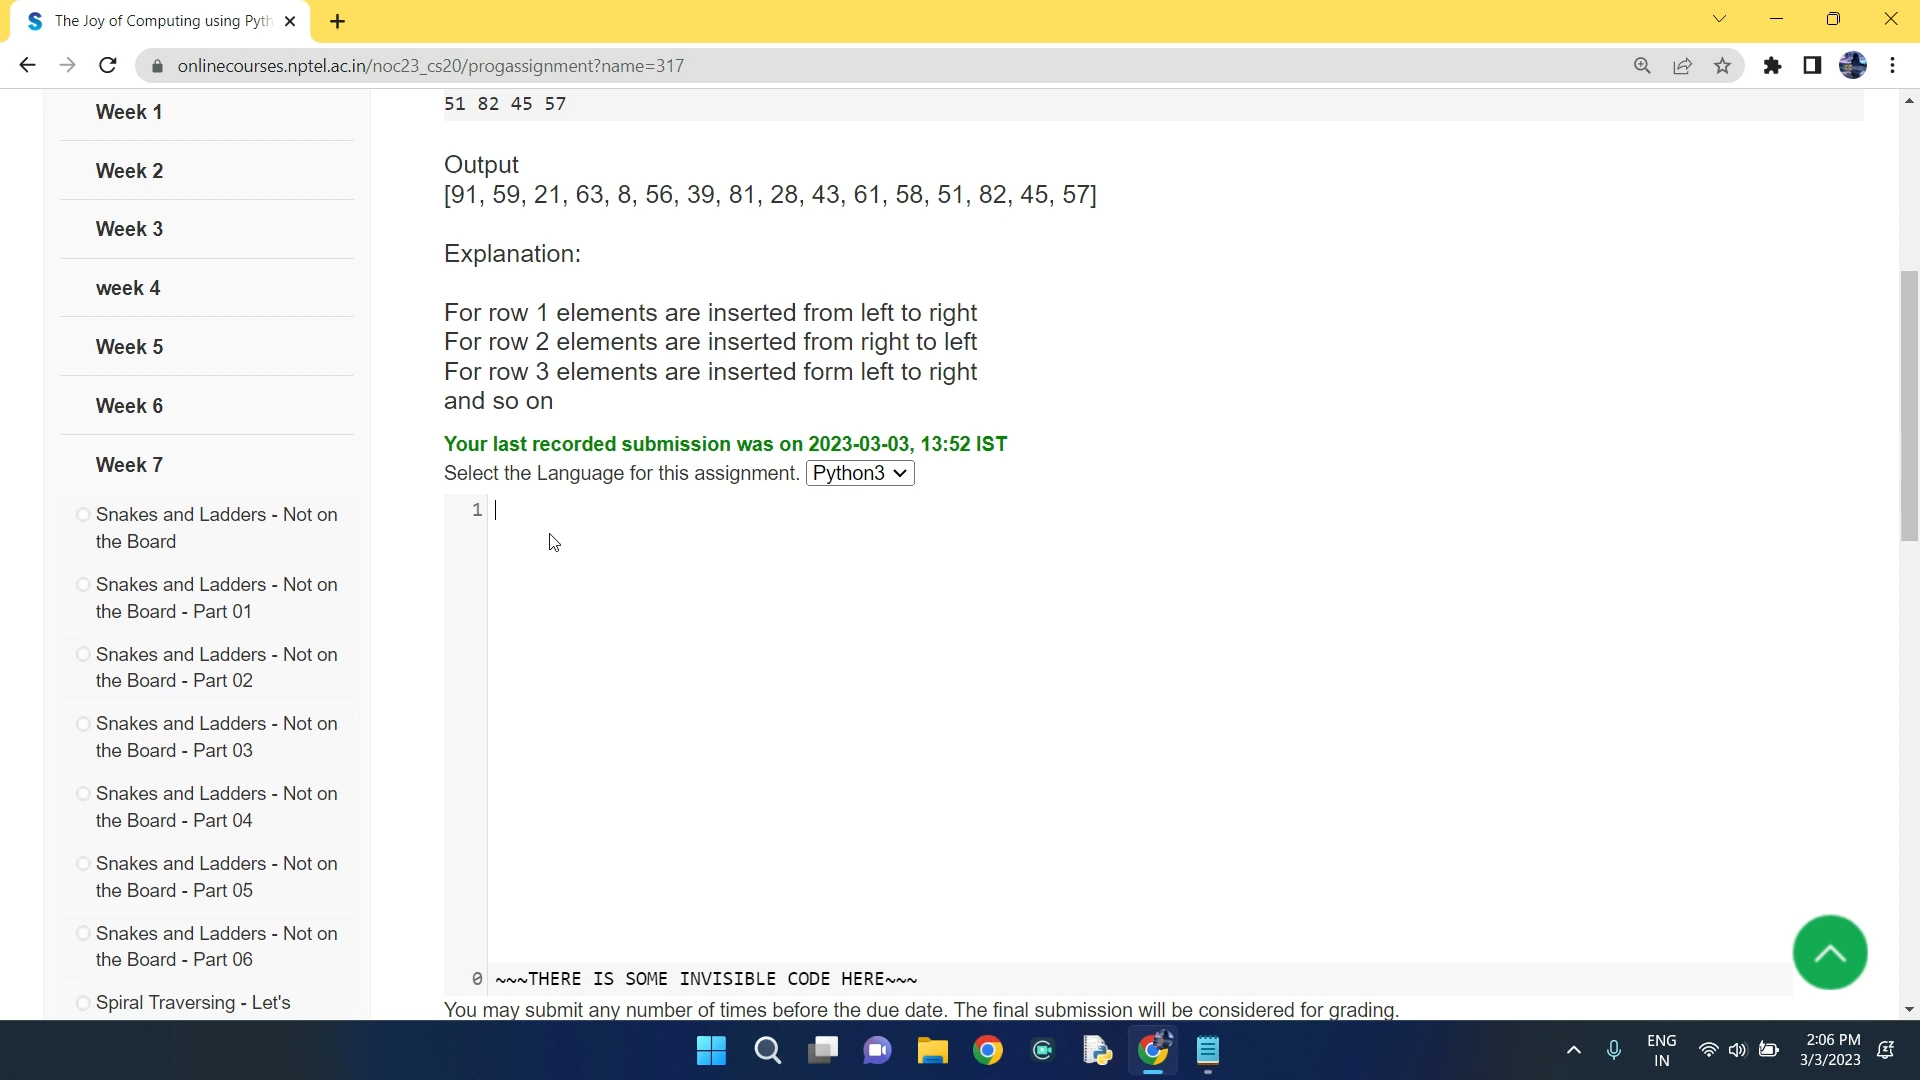 The Joy of Computing using Pyth
onlinecourses.nptel.ac.in/noc23_cs20/progassignment?name=317
Week 1
Week 2
Week 3
week 4
Week 5
Week 6
Week 7
Snakes and Ladders - Not on
the Board
Snakes and Ladders - Not on
the Board - Part 01
Snakes and Ladders - Not on
the Board - Part 02
Snakes and Ladders - Not on
the Board - Part 03
Snakes and Ladders - Not on
the Board - Part 04
Snakes and Ladders - Not on
the Board - Part 05
Snakes and Ladders - Not on
the Board - Part 06
Spiral Traversing - Let's
51 82 45 57
Output
[91, 59, 21, 63, 8, 56, 39, 81, 28, 43, 61, 58, 51, 82, 45, 57]
Explanation:
For row 1 elements are inserted from left to right
For row 2 elements are inserted from right to left
For row 3 elements are inserted form left to right
and so on
Your last recorded submission was on 2023-03-03, 13:52 IST
Select the Language for this assignment. Python3
1
0 ~~~THERE IS SOME INVISIBLE CODE HERE~~~
You may submit any number of times before the due date. The final submission will be considered for grading.
ENG
IN
2:06 PM
3/3/2023